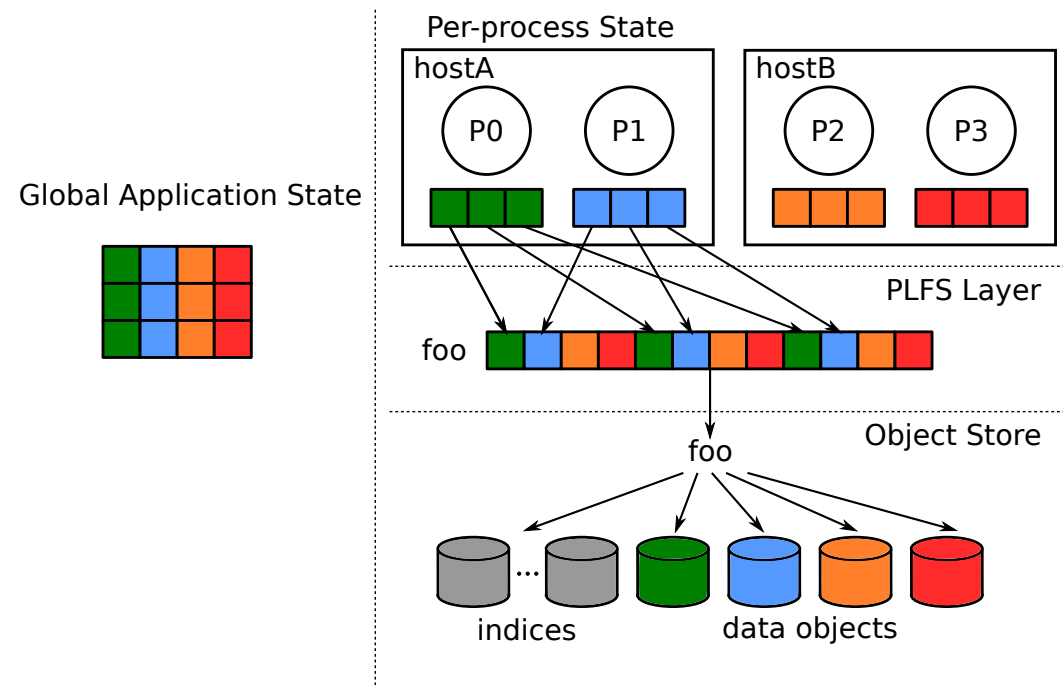 Per-process State
hostA
hostB
P0
P1
P2
P3
Global Application State
PLFS Layer
foo
Object Store
foo
...
indices
data objects